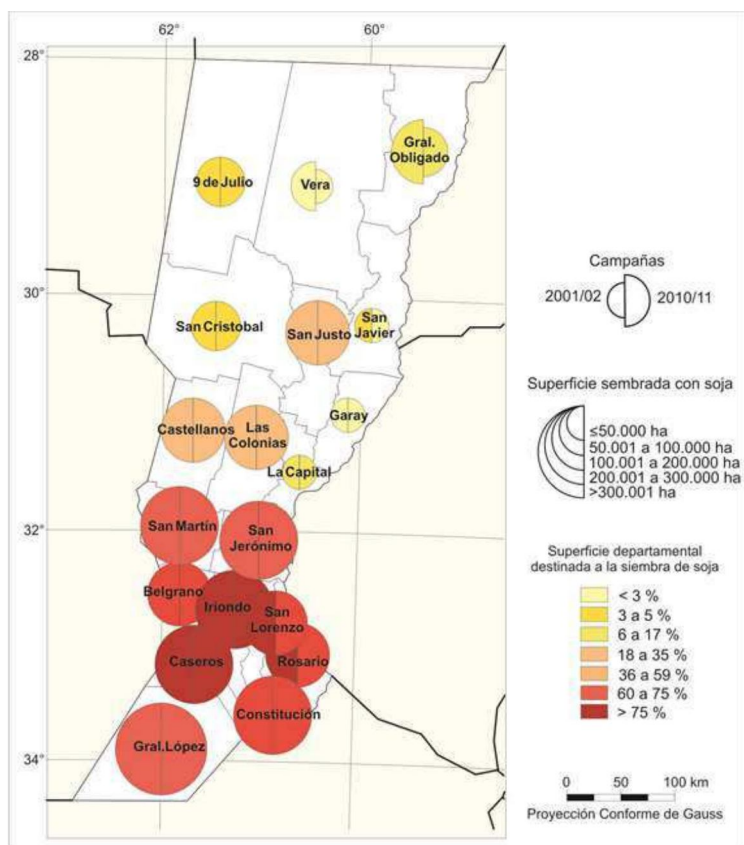 62°
60°
28°
Gral.
Obligado
9 de Julio
Vera
30°
San Cristobal
San Justo
San
Javier
Castellanos
Las
Colonias
Garay
La Capital
32°
San Martín
San
Jerónimo
Belgrano
Iriondo
San
Lorenzo
Caseros
Rosario
Constitución
Gral.López
34°
Campañas
2001/02
2010/11
Superficie sembrada con soja
≤50.000 ha
50.001 a 100.000 ha
100.001 a 200.000 ha
200.001 a 300.000 ha
>300.001 ha
Superficie departamental
destinada a la siembra de soja
< 3 %
3 a 5 %
6 a 17 %
18 a 35 %
36 a 59 %
60 a 75 %
> 75 %
0 50 100 km
Proyección Conforme de Gauss